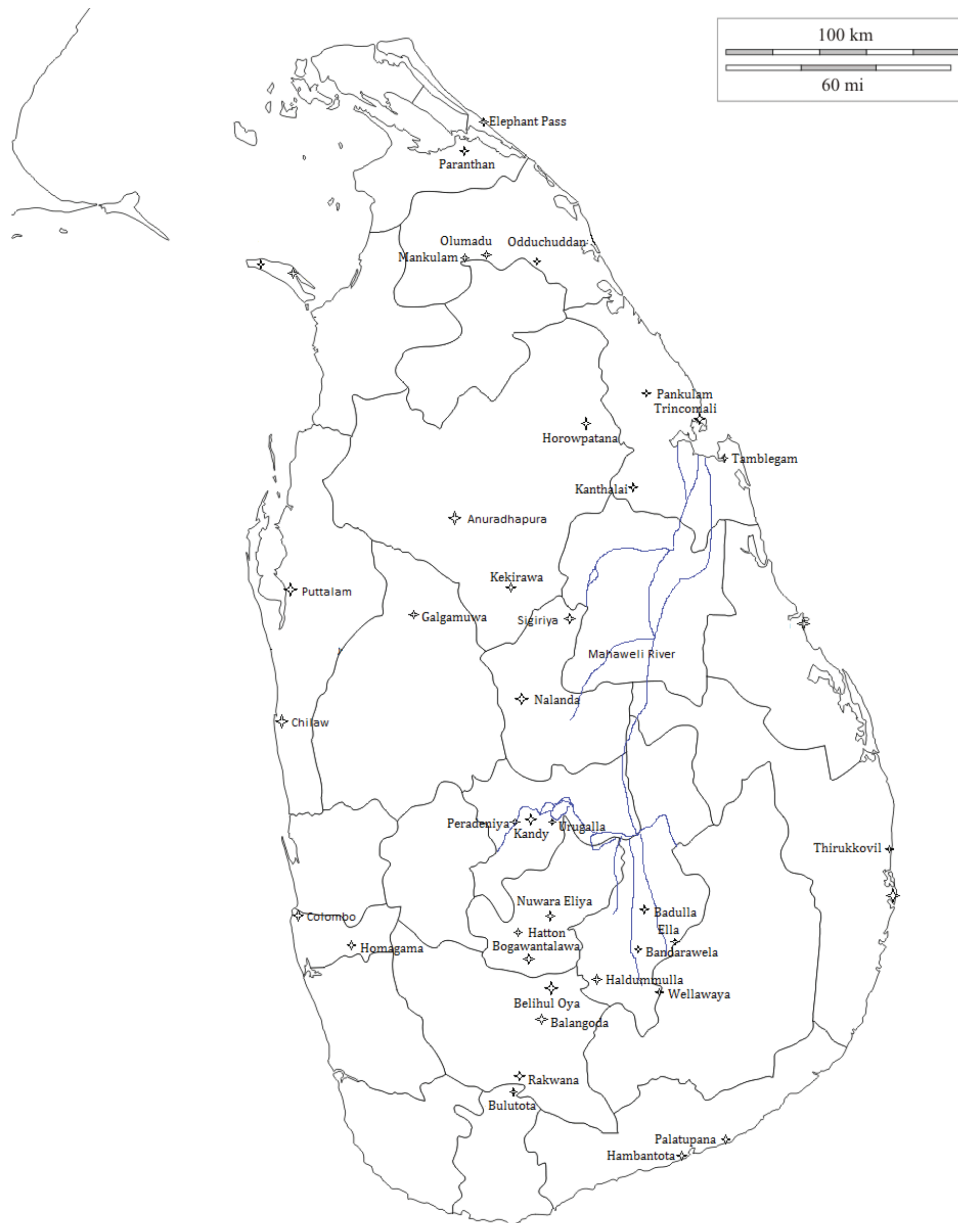 100 km
60 mi
Elephant Pass
Paranthan
Olumadu
Odduchuddan
Mankulam
Pankulam
Trincomali
Horowpatana
Tamblegam
Kanthalai
Anuradhapura
Kekirawa
Puttalam
Galgamuwa
Sigiriya
Mahaweli River
Nalanda
Chilaw
Peradeniya
Kandy
Urugalla
Thirukkovil
Nuwara Eliya
Badulla
Colombo
Hatton
Ella
Homagama
Bogawantalawa
Bandarawela
Haldummulla
Belihul Oya
Wellawaya
Balangoda
Rakwana
Bulutota
Palatupana
Hambantota